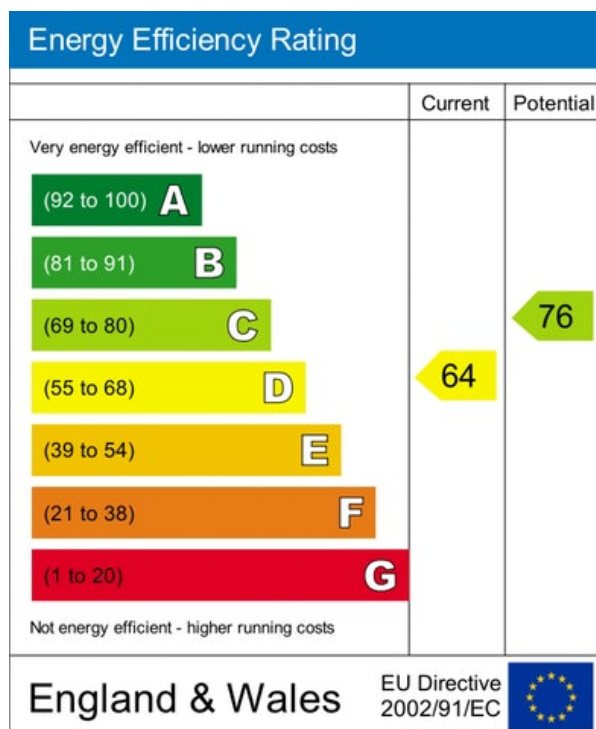 Energy Efficiency Rating
Current Potential
Very energy efficient - lower running costs
(92 to 100) A
(81 to 91) B
(69 to 80) C
76
(55 to 68) D
64
(39 to 54) E
(21 to 38) F
(1 to 20) G
Not energy efficient - higher running costs
England & Wales
EU Directive
2002/91/EC